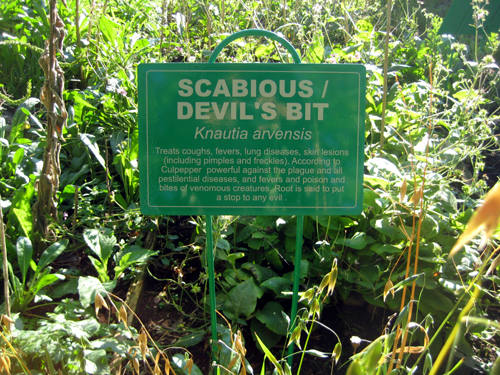 SCABIOUS /
DEVIL'S BIT
Knautia arvensis
Treats coughs, fevers, lung diseases, skin lesions
(including pimples and freckles). According to
Culpepper powerful against the plague and all
pestilential diseases, and fevers and poison and
bites of venomous creatures. Root is said to put
a stop to any evil .